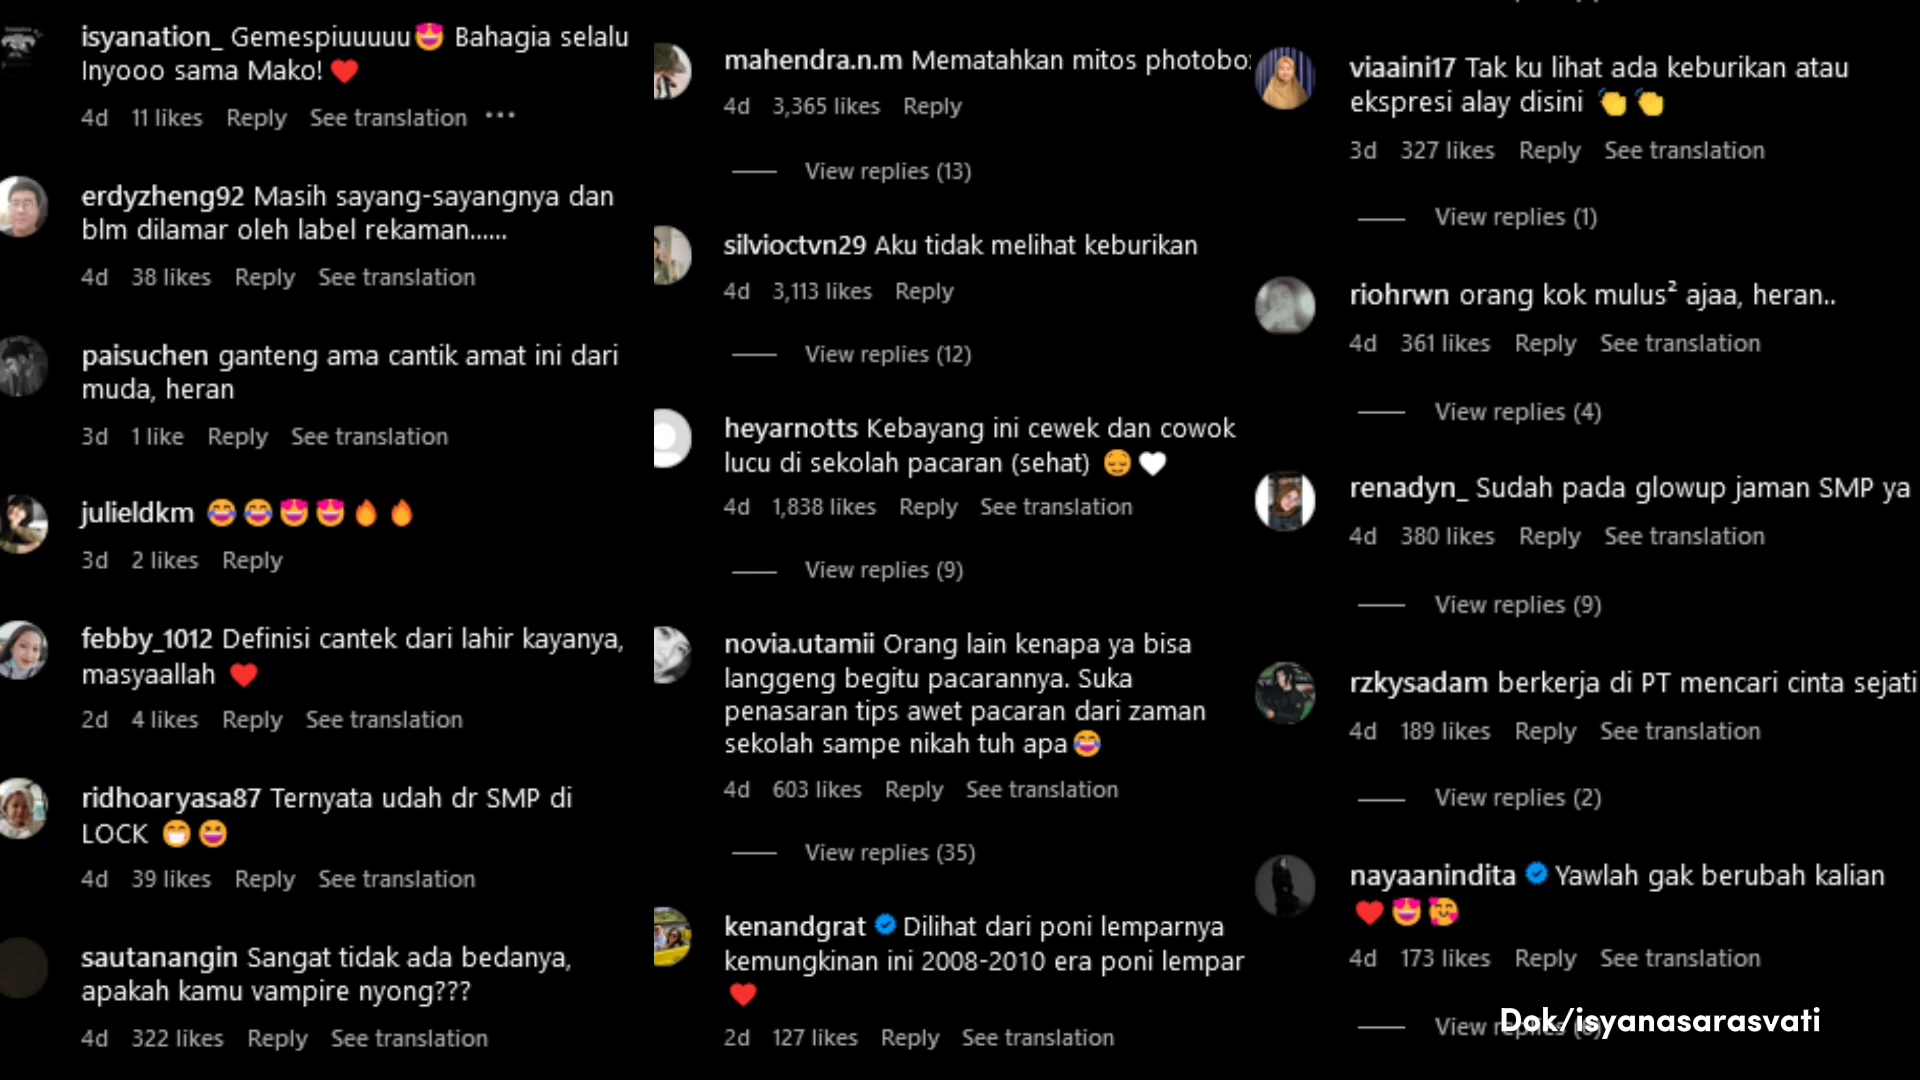 isyanation_ Gemespiuuuuu😍 Bahagia selalu
Inyooo sama Mako! ❤️
4d 11 likes Reply See translation •••
erdyzheng92 Masih sayang-sayangnya dan
blm dilamar oleh label rekaman......
4d 38 likes Reply See translation
paisuchen ganteng ama cantik amat ini dari
muda, heran
3d 1 like Reply See translation
julieldkm 😂😂😍😍🔥🔥
3d 2 likes Reply
febby_1012 Definisi cantek dari lahir kayanya,
masyaallah ❤️
2d 4 likes Reply See translation
ridhoaryasa87 Ternyata udah dr SMP di
LOCK 😁😆
4d 39 likes Reply See translation
sautanangin Sangat tidak ada bedanya,
apakah kamu vampire nyong???
4d 322 likes Reply See translation
mahendra.n.m Mematahkan mitos
4d 3,365 likes Reply
View replies (13)
silvioctvn29 Aku tidak melihat keburikan
4d 3,113 likes Reply
View replies (12)
heyarnotts Kebayang ini cewek dan cowok
lucu di sekolah pacaran (sehat) 😔🤍
4d 1,838 likes Reply See translation
View replies (9)
novia.utamii Orang lain kenapa ya bisa
langgeng begitu pacarannya. Suka
penasaran tips awet pacaran dari zaman
sekolah sampe nikah tuh apa😂
4d 603 likes Reply See translation
View replies (35)
kenandgrat Dilihat dari poni lemparnya
kemungkinan ini 2008-2010 era poni lempar
❤️
2d 127 likes Reply See translation
viaaini17 Tak ku lihat ada keburikan atau
ekspresi alay disini 👏👏
3d 327 likes Reply See translation
View replies (1)
riohrwn orang kok mulus² ajaa, heran..
4d 361 likes Reply See translation
View replies (4)
renadyn_ Sudah pada glowup jaman SMP ya
4d 380 likes Reply See translation
View replies (9)
rzkysadam berkerja di PT mencari cinta sejati
4d 189 likes Reply See translation
View replies (2)
nayaanindita Yawlah gak berubah kalian
❤️😍🥰
4d 173 likes Reply See translation
View
Dok/isyanasarasvati